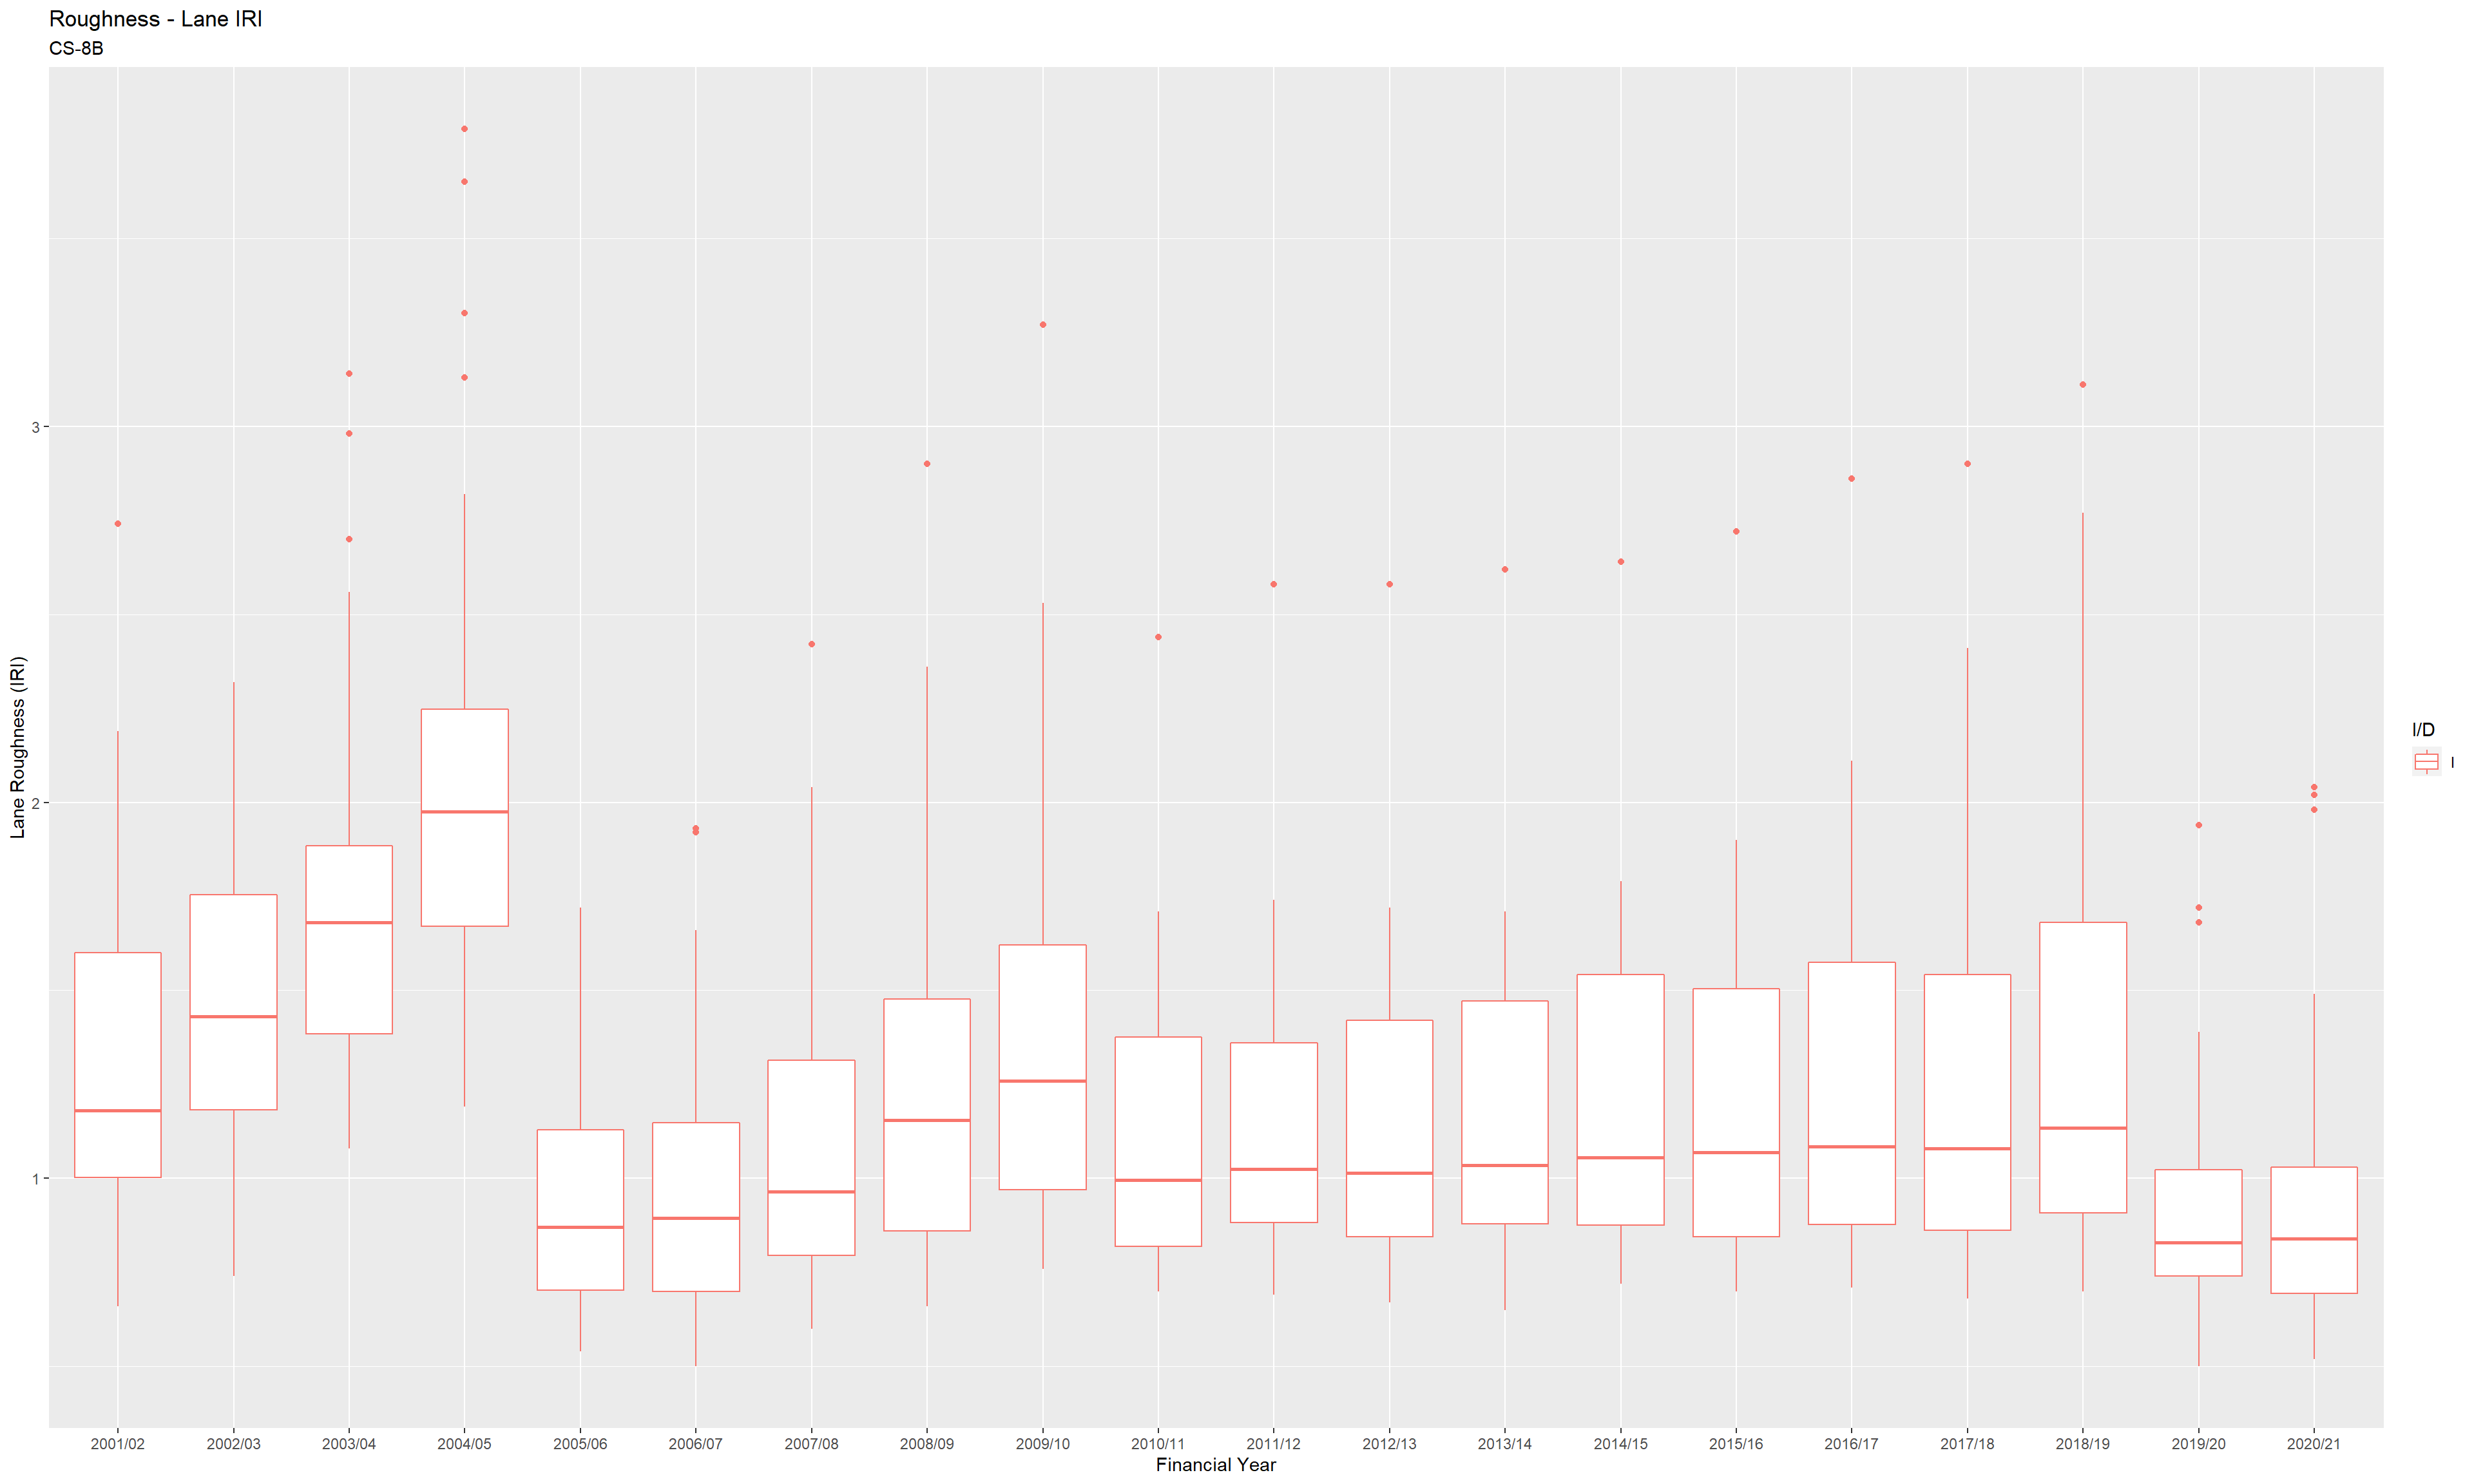 Roughness - Lane IRI
CS-8B
Lane Roughness (IRI)
3
2
1
2001/02 2002/03 2003/04 2004/05 2005/06 2006/07 2007/08 2008/09 2009/10 2010/11 2011/12 2012/13 2013/14 2014/15 2015/16 2016/17 2017/18 2018/19 2019/20 2020/21
Financial Year
I/D
I